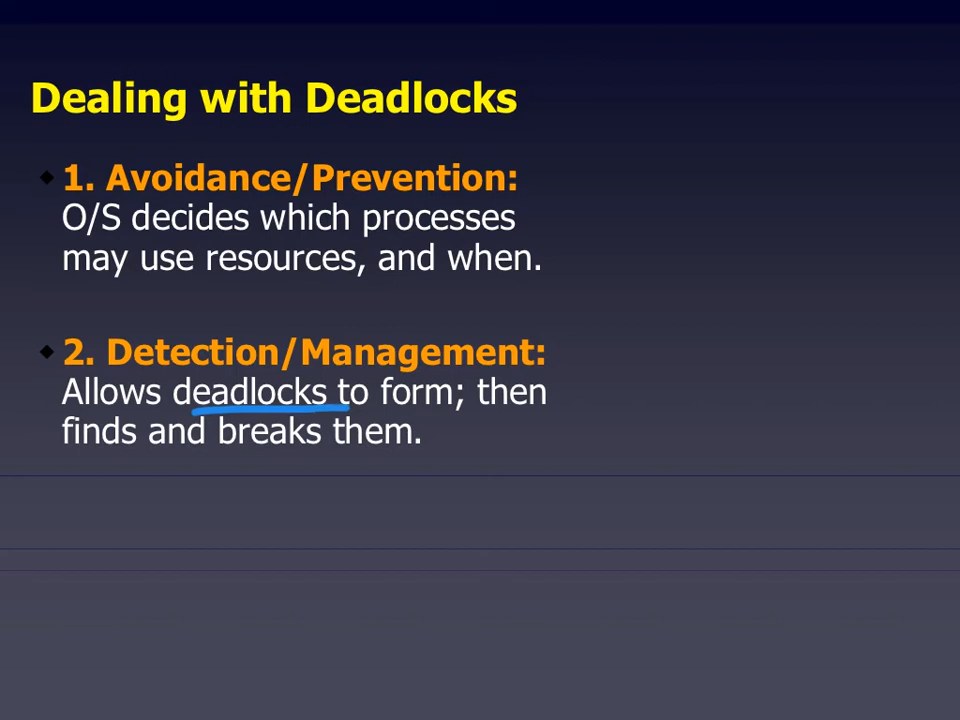 Dealing with Deadlocks
1. Avoidance/Prevention:
O/S decides which processes
may use resources, and when.
2. Detection/Management:
Allows deadlocks to form; then
finds and breaks them.